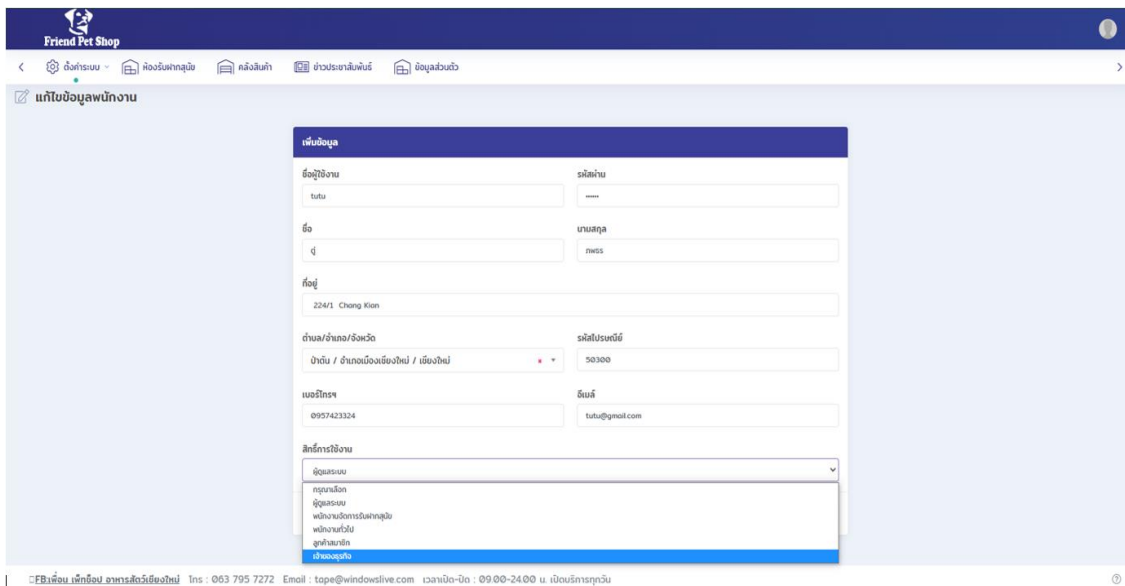 Friend Pet Shop
ตั้งค่าระบบ ห้องรับฝากสุนัข คลังสินค้า ข่าวประชาสัมพันธ์ ข้อมูลส่วนตัว
แก้ไขข้อมูลพนักงาน
เพิ่มข้อมูล
ชื่อผู้ใช้งาน รหัสผ่าน
tutu ••••••
ชื่อ นามสกุล
ตู่ ภพธร
ที่อยู่
224/1 Chang Kian
ตำบล/อำเภอ/จังหวัด รหัสไปรษณีย์
ป่าตัน / อำเภอเมืองเชียงใหม่ / เชียงใหม่ 50300
เบอร์โทรฯ อีเมล์
0957423324 tutu@gmail.com
สิทธิ์การใช้งาน
ผู้ดูแลระบบ
กรุณาเลือก
ผู้ดูแลระบบ
พนักงานจัดการรับฝากสุนัข
พนักงานทั่วไป
ลูกค้าสมาชิก
เจ้าของธุรกิจ
FB:เพื่อน เพ็ทช็อป อาหารสัตว์เชียงใหม่ โทร : 063 795 7272 Email : tape@windowslive.com เวลาเปิด-ปิด : 09.00-24.00 น. เปิดบริการทุกวัน